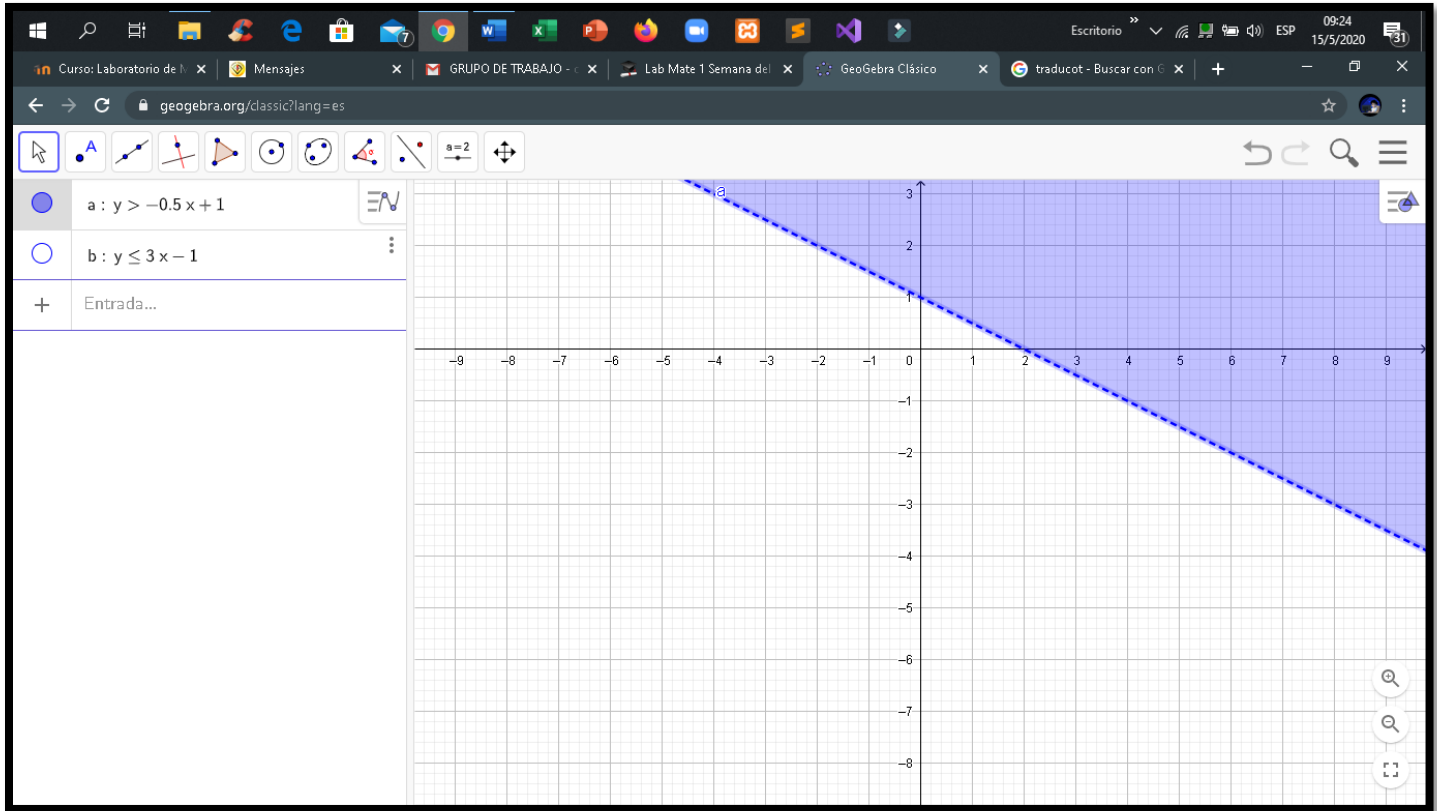 Escritorio
»
ESP
09:24
15/5/2020
31
7
Curso: Laboratorio de M
Mensajes
GRUPO DE TRABAJO -
Lab Mate 1 Semana del
GeoGebra Clásico
traducot - Buscar con G
geogebra.org/classic?lang=es
A
a=2
a : y > −0.5 x + 1
b : y ≤ 3 x − 1
Entrada...
a
3
2
1
−9 −8 −7 −6 −5 −4 −3 −2 −1 0 1 2 3 4 5 6 7 8 9
−1
−2
−3
−4
−5
−6
−7
−8